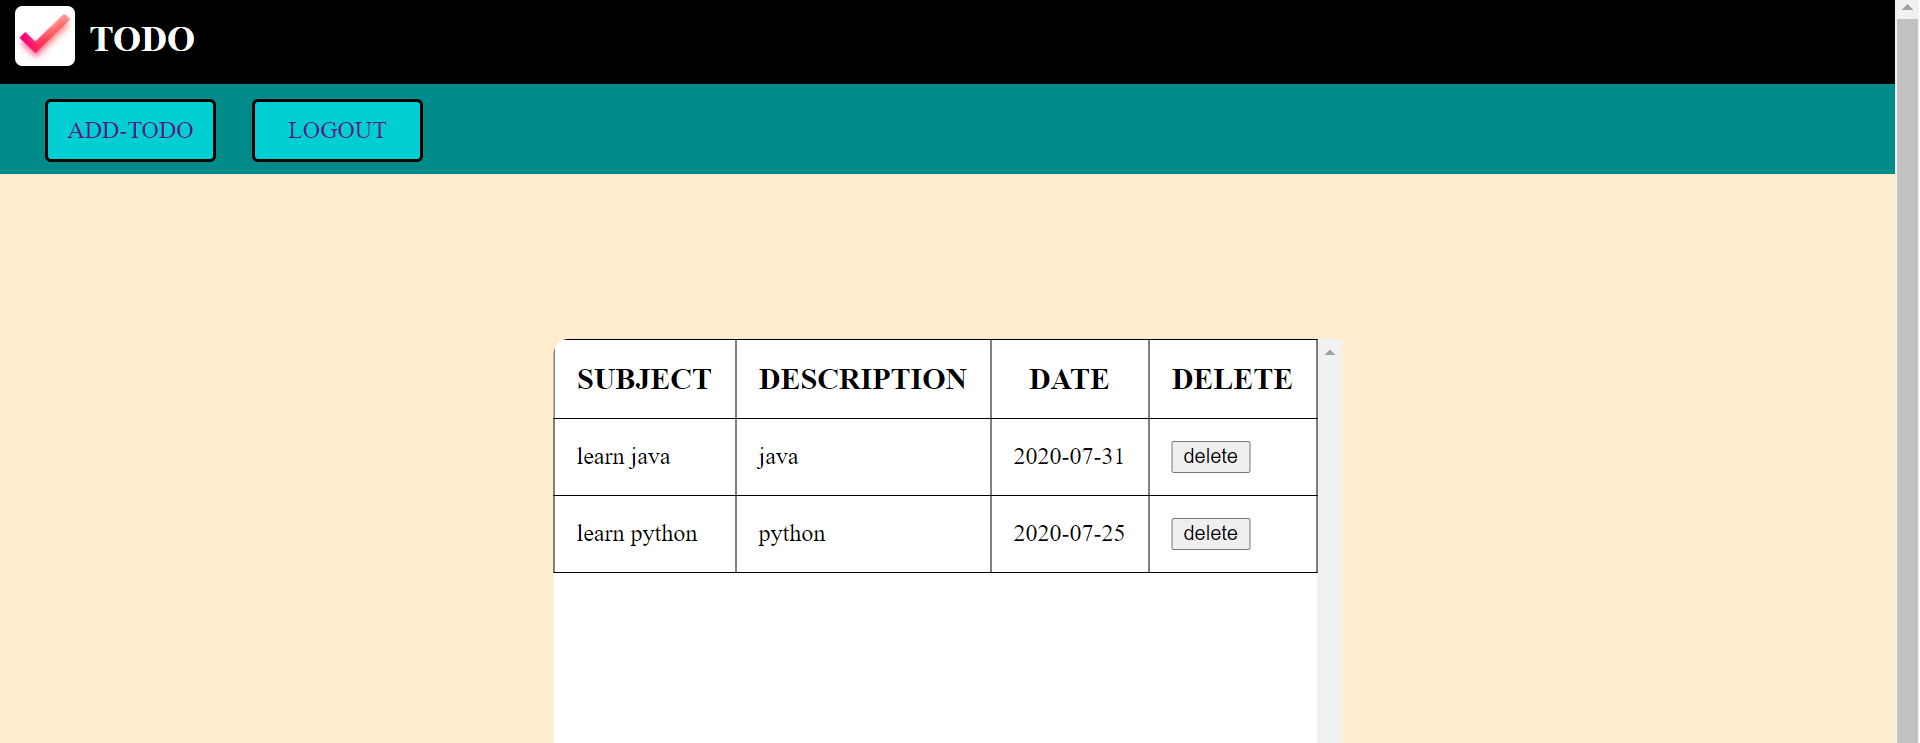 TODO
ADD-TODO LOGOUT
SUBJECT DESCRIPTION DATE DELETE
learn java java 2020-07-31 delete
learn python python 2020-07-25 delete